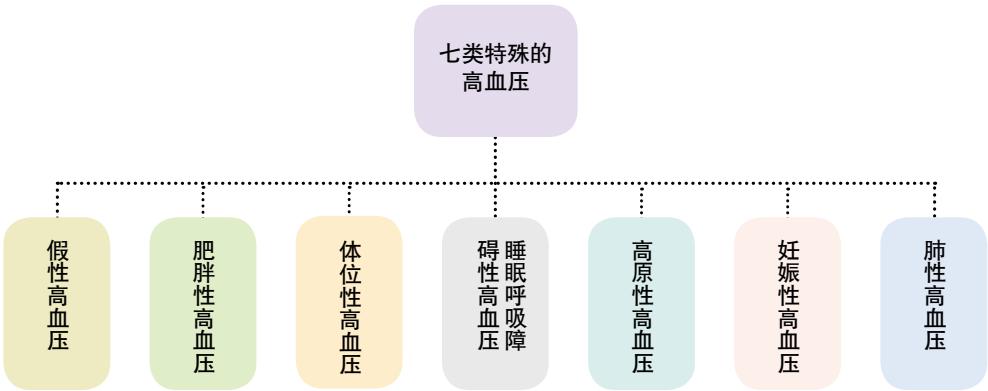 七类特殊的
高血压
假性高血压
肥胖性高血压
体位性高血压
睡眠呼吸障
碍性高血压
高原性高血压
妊娠性高血压
肺性高血压